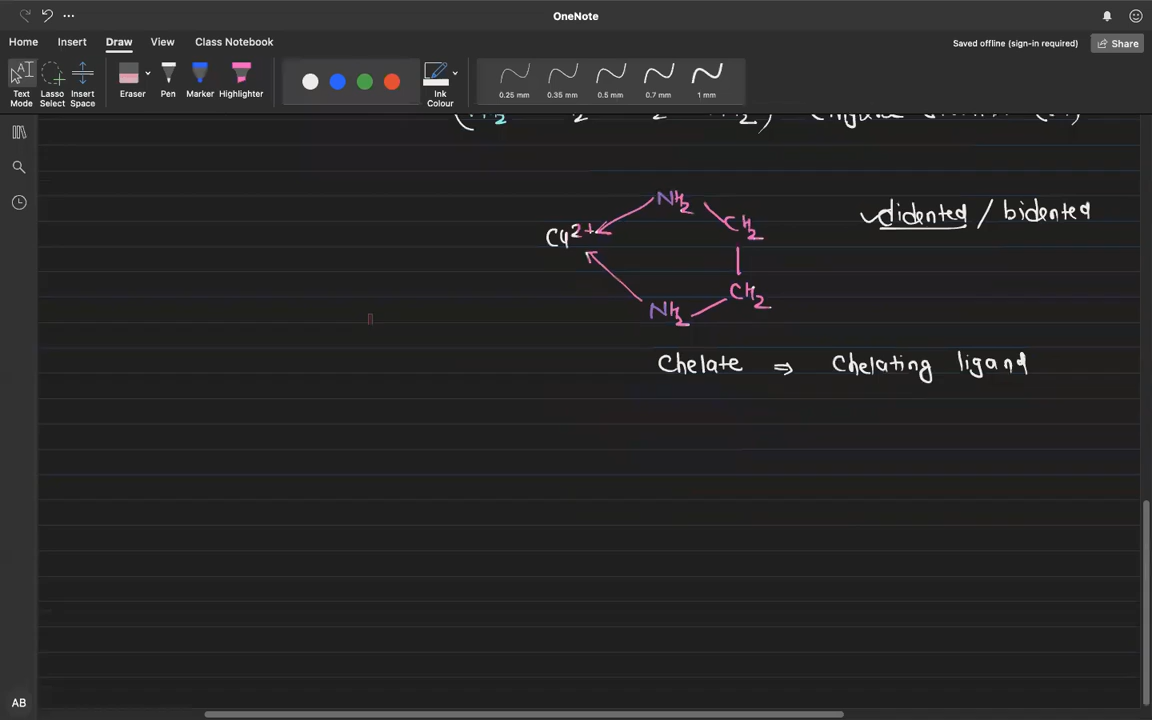 OneNote
Home Insert Draw View Class Notebook
Saved offline (sign-in required) Share
Text Mode
Lasso Select
Insert Space
Eraser
Pen
Marker
Highlighter
Ink Colour
0.25 mm 0.35 mm 0.5 mm 0.7 mm 1 mm
NH2
CH2
didented / bidented
Cu2+
CH2
NH2
Chelate ⇒ Chelating ligand
AB